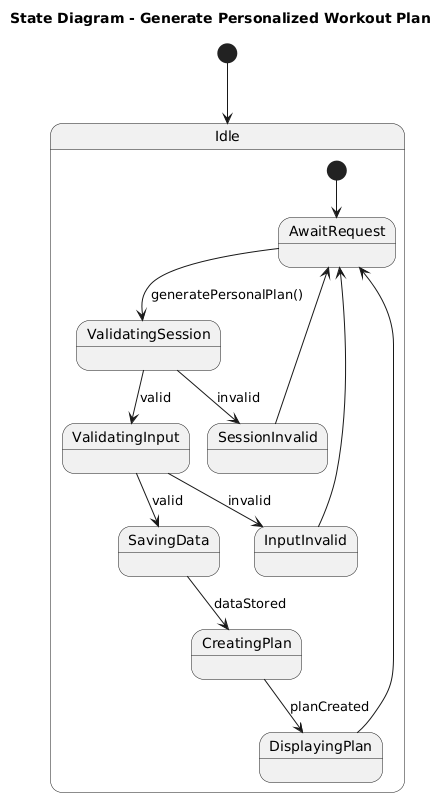 State Diagram - Generate Personalized Workout Plan
Idle
AwaitRequest
generatePersonalPlan()
ValidatingSession
valid
invalid
ValidatingInput
SessionInvalid
valid
invalid
SavingData
InputInvalid
dataStored
CreatingPlan
planCreated
DisplayingPlan